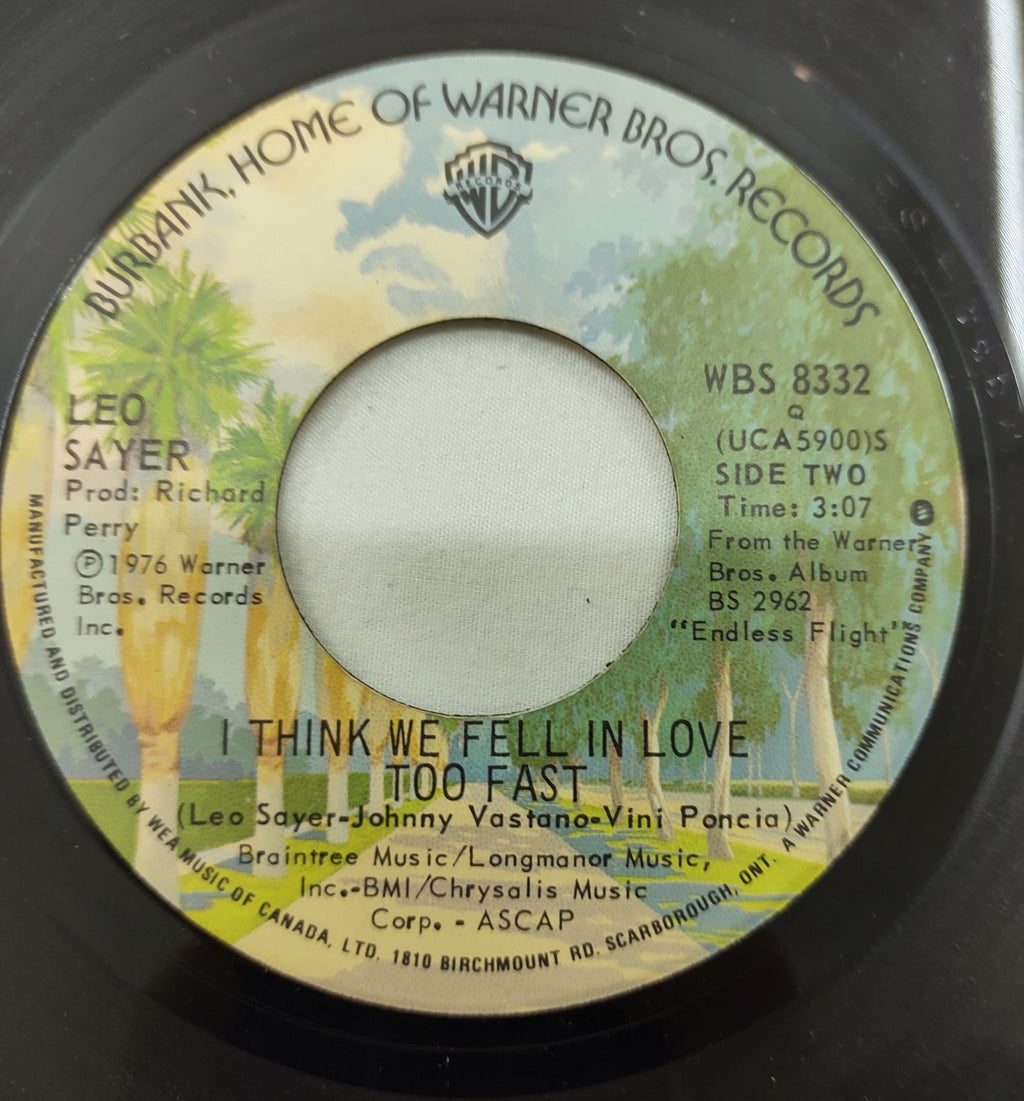 BURBANK, HOME OF WARNER BROS. RECORDS
WB
RECORDS
LEO
SAYER
Prod: Richard
Perry
Ⓟ1976 Warner
Bros. Records
Inc.
WBS 8332
Q
(UCA5900)S
SIDE TWO
Time: 3:07
From the Warner
Bros. Album
BS 2962
"Endless Flight"
I THINK WE FELL IN LOVE
TOO FAST
(Leo Sayer-Johnny Vastano-Vini Poncia)
Braintree Music/Longmanor Music,
Inc.-BMI/Chrysalis Music
Corp. - ASCAP
MANUFACTURED AND DISTRIBUTED BY WEA MUSIC OF CANADA, LTD. 1810 BIRCHMOUNT RD. SCARBOROUGH, ONT. A WARNER COMMUNICATIONS COMPANY